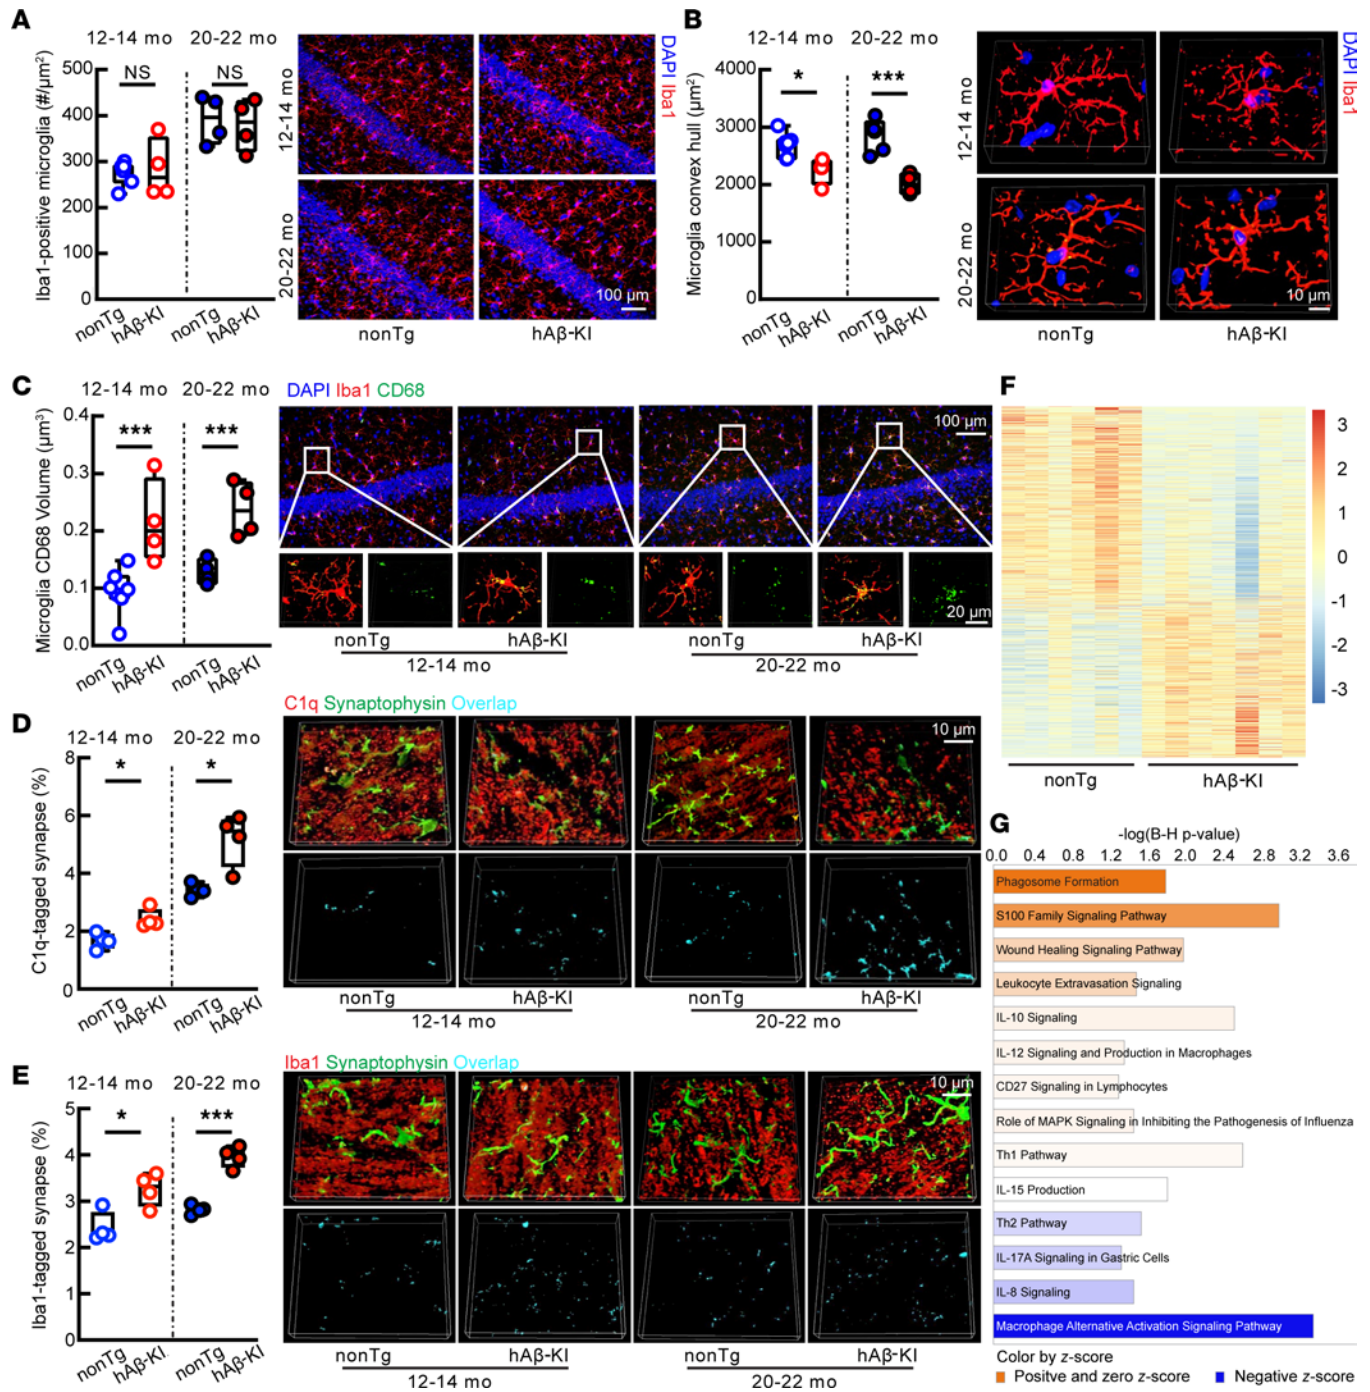 A
12-14 mo 20-22 mo
NS NS
Iba1-positive microglia (#/µm²)
500
400
300
200
100
0
nonTg
hAβ-KI
nonTg
hAβ-KI
12-14 mo
20-22 mo
DAPI Iba1
100 µm
nonTg hAβ-KI
B
12-14 mo 20-22 mo
* ***
Microglia convex hull (µm²)
4000
3000
2000
1000
0
nonTg
hAβ-KI
nonTg
hAβ-KI
12-14 mo
20-22 mo
DAPI Iba1
10 µm
nonTg hAβ-KI
C
12-14 mo 20-22 mo
*** ***
Microglia CD68 Volume (µm³)
0.4
0.3
0.2
0.1
0.0
nonTg
hAβ-KI
nonTg
hAβ-KI
DAPI Iba1 CD68
100 µm
20 µm
nonTg hAβ-KI nonTg hAβ-KI
12-14 mo 20-22 mo
D
12-14 mo 20-22 mo
* *
C1q-tagged synapse (%)
8
6
4
2
0
nonTg
hAβ-KI
nonTg
hAβ-KI
C1q Synaptophysin Overlap
10 µm
nonTg hAβ-KI nonTg hAβ-KI
12-14 mo 20-22 mo
E
12-14 mo 20-22 mo
* ***
Iba1-tagged synapse (%)
5
4
3
2
1
0
nonTg
hAβ-KI
nonTg
hAβ-KI
Iba1 Synaptophysin Overlap
10 µm
nonTg hAβ-KI nonTg hAβ-KI
12-14 mo 20-22 mo
F
3
2
1
0
-1
-2
-3
nonTg hAβ-KI
G
-log(B-H p-value)
0.0 0.4 0.8 1.2 1.6 2.0 2.4 2.8 3.2 3.6
Phagosome Formation
S100 Family Signaling Pathway
Wound Healing Signaling Pathway
Leukocyte Extravasation Signaling
IL-10 Signaling
IL-12 Signaling and Production in Macrophages
CD27 Signaling in Lymphocytes
Role of MAPK Signaling in Inhibiting the Pathogenesis of Influenza
Th1 Pathway
IL-15 Production
Th2 Pathway
IL-17A Signaling in Gastric Cells
IL-8 Signaling
Macrophage Alternative Activation Signaling Pathway
Color by z-score
Posistve and zero z-score Negative z-score